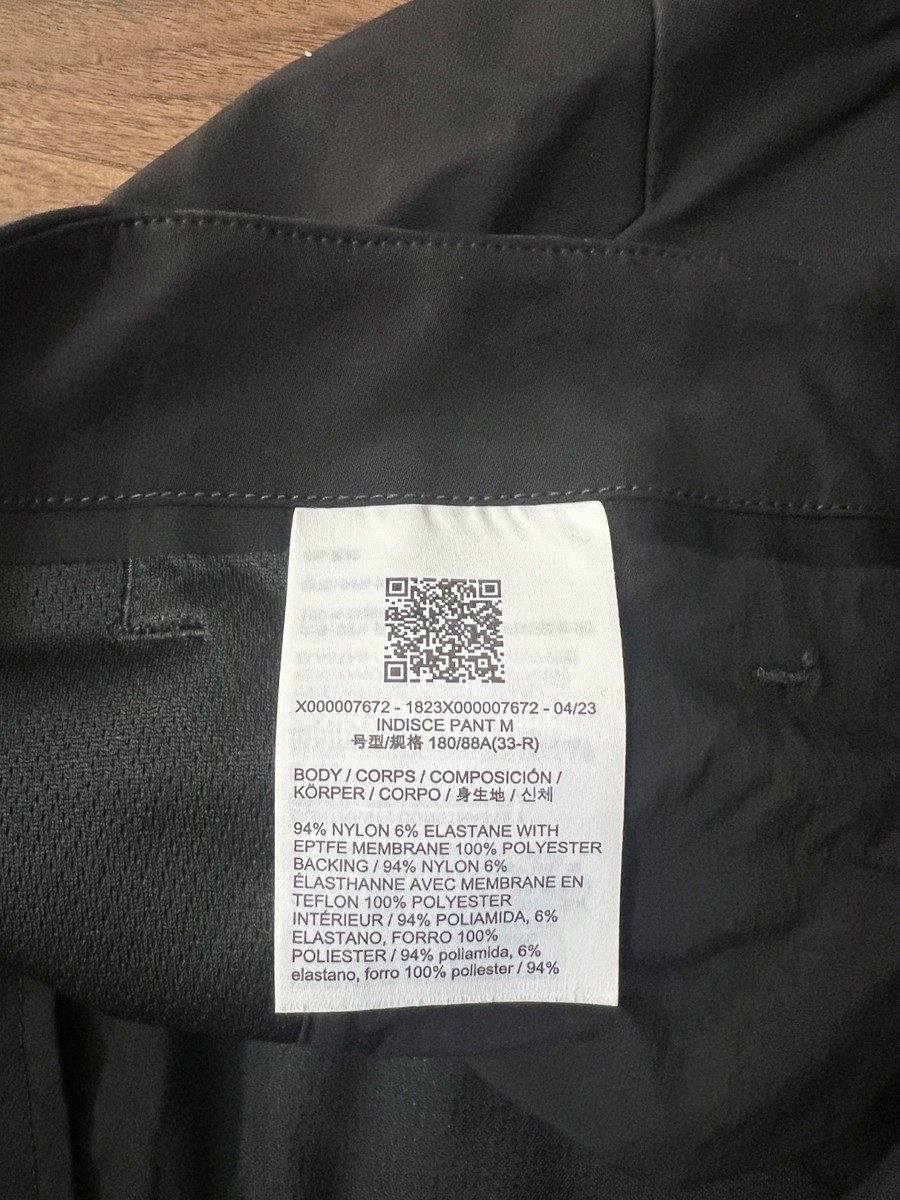 X000007672 - 1823X000007672 - 04/23
INDISCE PANT M
号型/规格 180/88A(33-R)
BODY / CORPS / COMPOSICIÓN /
KÖRPER / CORPO / 身生地 / 신체
94% NYLON 6% ELASTANE WITH
EPTFE MEMBRANE 100% POLYESTER
BACKING / 94% NYLON 6%
ÉLASTHANNE AVEC MEMBRANE EN
TEFLON 100% POLYESTER
INTÉRIEUR / 94% POLIAMIDA, 6%
ELASTANO, FORRO 100%
POLIESTER / 94% poliamida, 6%
elastano, forro 100% poliester / 94%